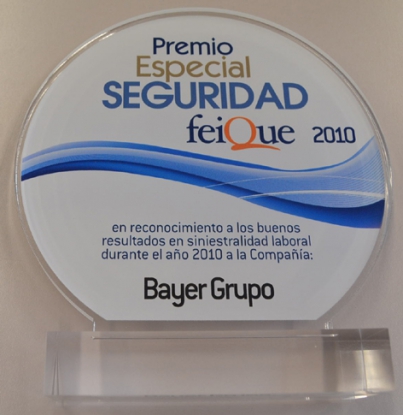 Premio
Especial
SEGURIDAD
feiQue 2010
en reconocimiento a los buenos
resultados en siniestralidad laboral
durante el año 2010 a la Compañía:
Bayer Grupo